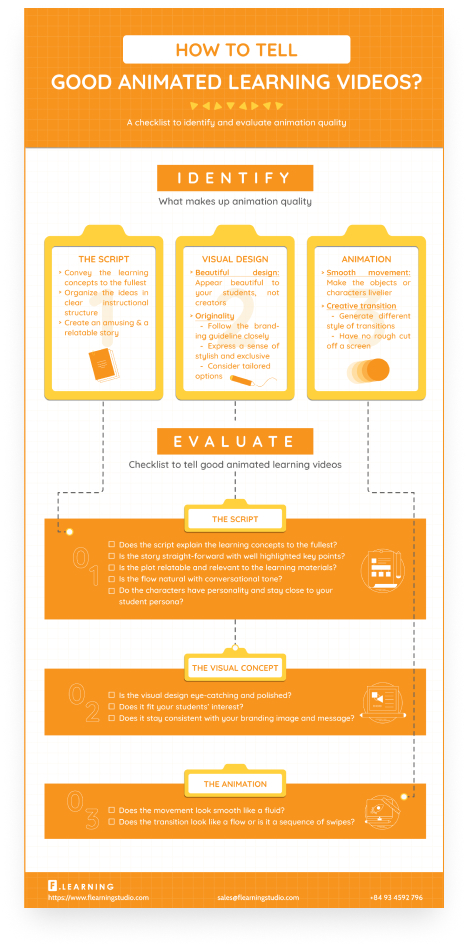 HOW TO TELL
GOOD ANIMATED LEARNING VIDEOS?
A checklist to identify and evaluate animation quality
IDENTIFY
What makes up animation quality
THE SCRIPT
• Convey the learning
concepts to the fullest
• Organize the ideas in
clear instructional
structure
• Create an amusing & a
relatable story
1
VISUAL DESIGN
• Beautiful design:
Appear beautiful to
your students, not
creators
• Originality
- Follow the brand-
ing guideline closely
- Express a sense of
stylish and exclusive
- Consider tailored
options
2
ANIMATION
• Smooth movement:
Make the objects or
characters livelier
• Creative transition
- Generate different
style of transitions
- Have no rough cut
off a screen
3
EVALUATE
Checklist to tell good animated learning videos
THE SCRIPT
01
Does the script explain the learning concepts to the fullest?
Is the story straight-forward with well highlighted key points?
Is the plot relatable and relevant to the learning materials?
Is the flow natural with conversational tone?
Do the characters have personality and stay close to your
student persona?
THE VISUAL CONCEPT
02
Is the visual design eye-catching and polished?
Does it fit your students' interest?
Does it stay consistent with your branding image and message?
THE ANIMATION
03
Does the movement look smooth like a fluid?
Does the transition look like a flow or is it a sequence of swipes?
F.LEARNING
https://www.flearningstudio.com
sales@flearningstudio.com
+84 93 4592 796